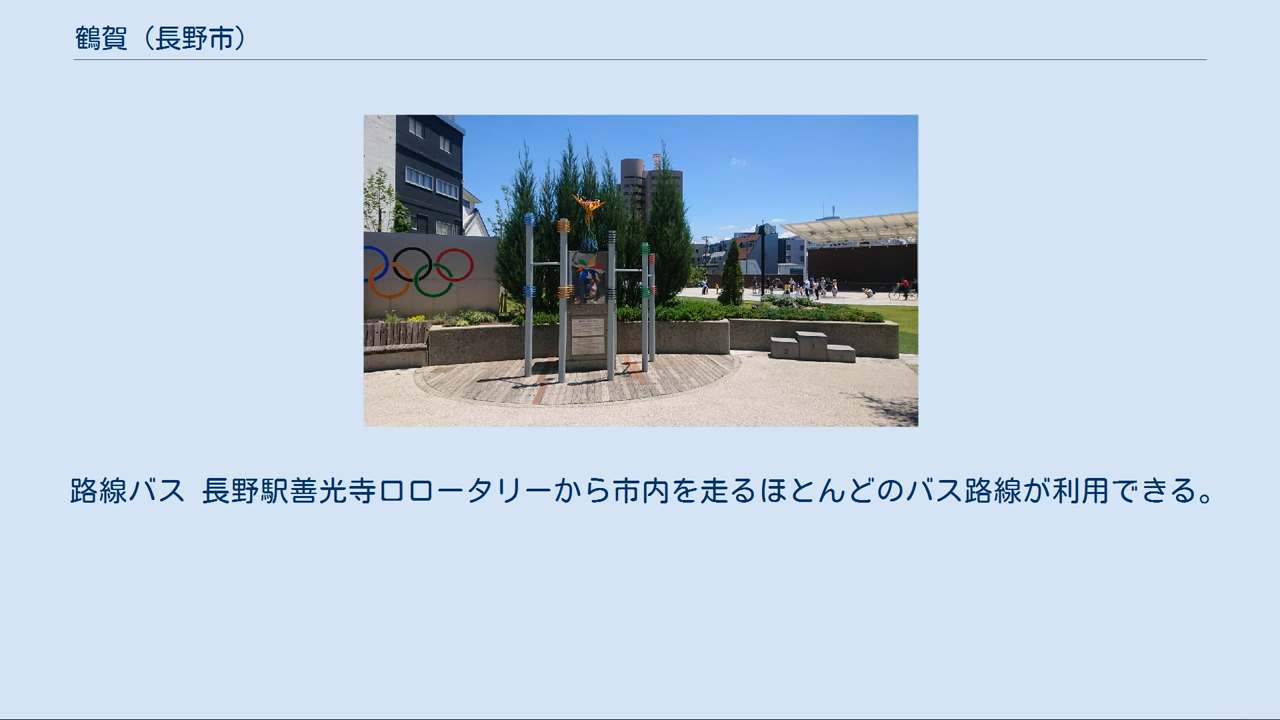 鶴賀（長野市）
路線バス 長野駅善光寺口ロータリーから市内を走るほとんどのバス路線が利用できる。